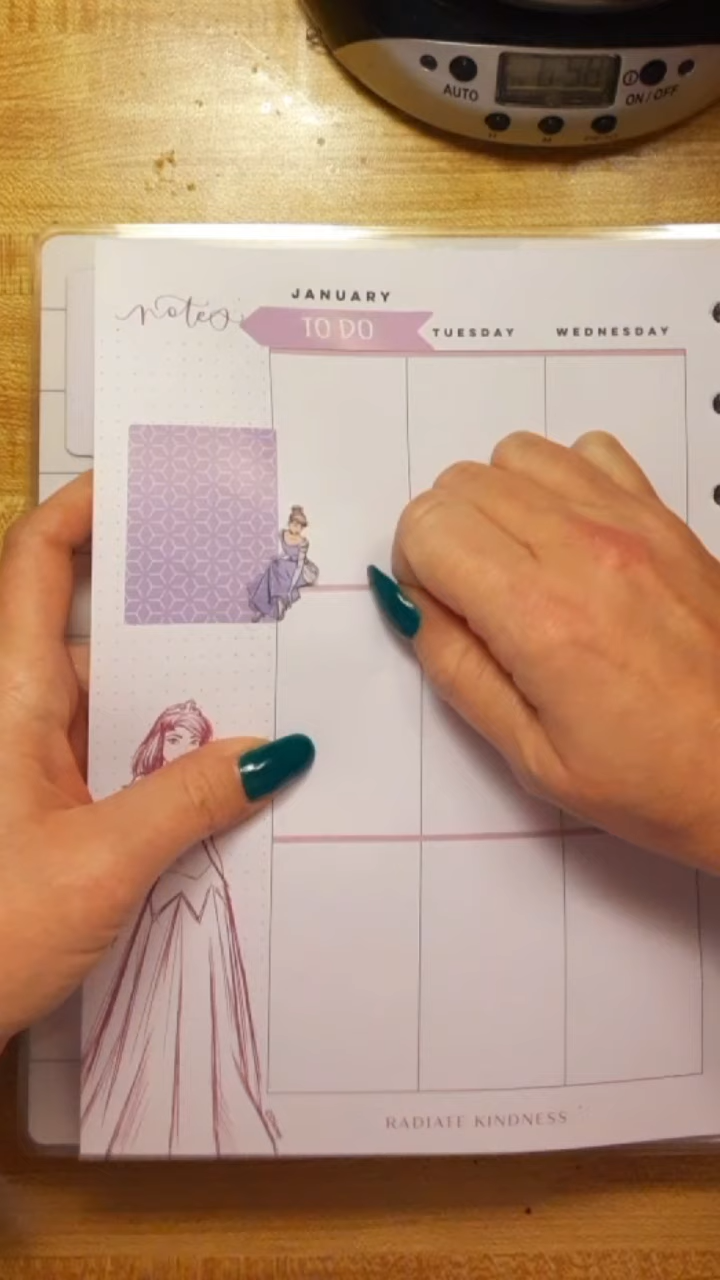 AUTO
ON / OFF
JANUARY
notes
TO DO
TUESDAY
WEDNESDAY
RADIATE KINDNESS